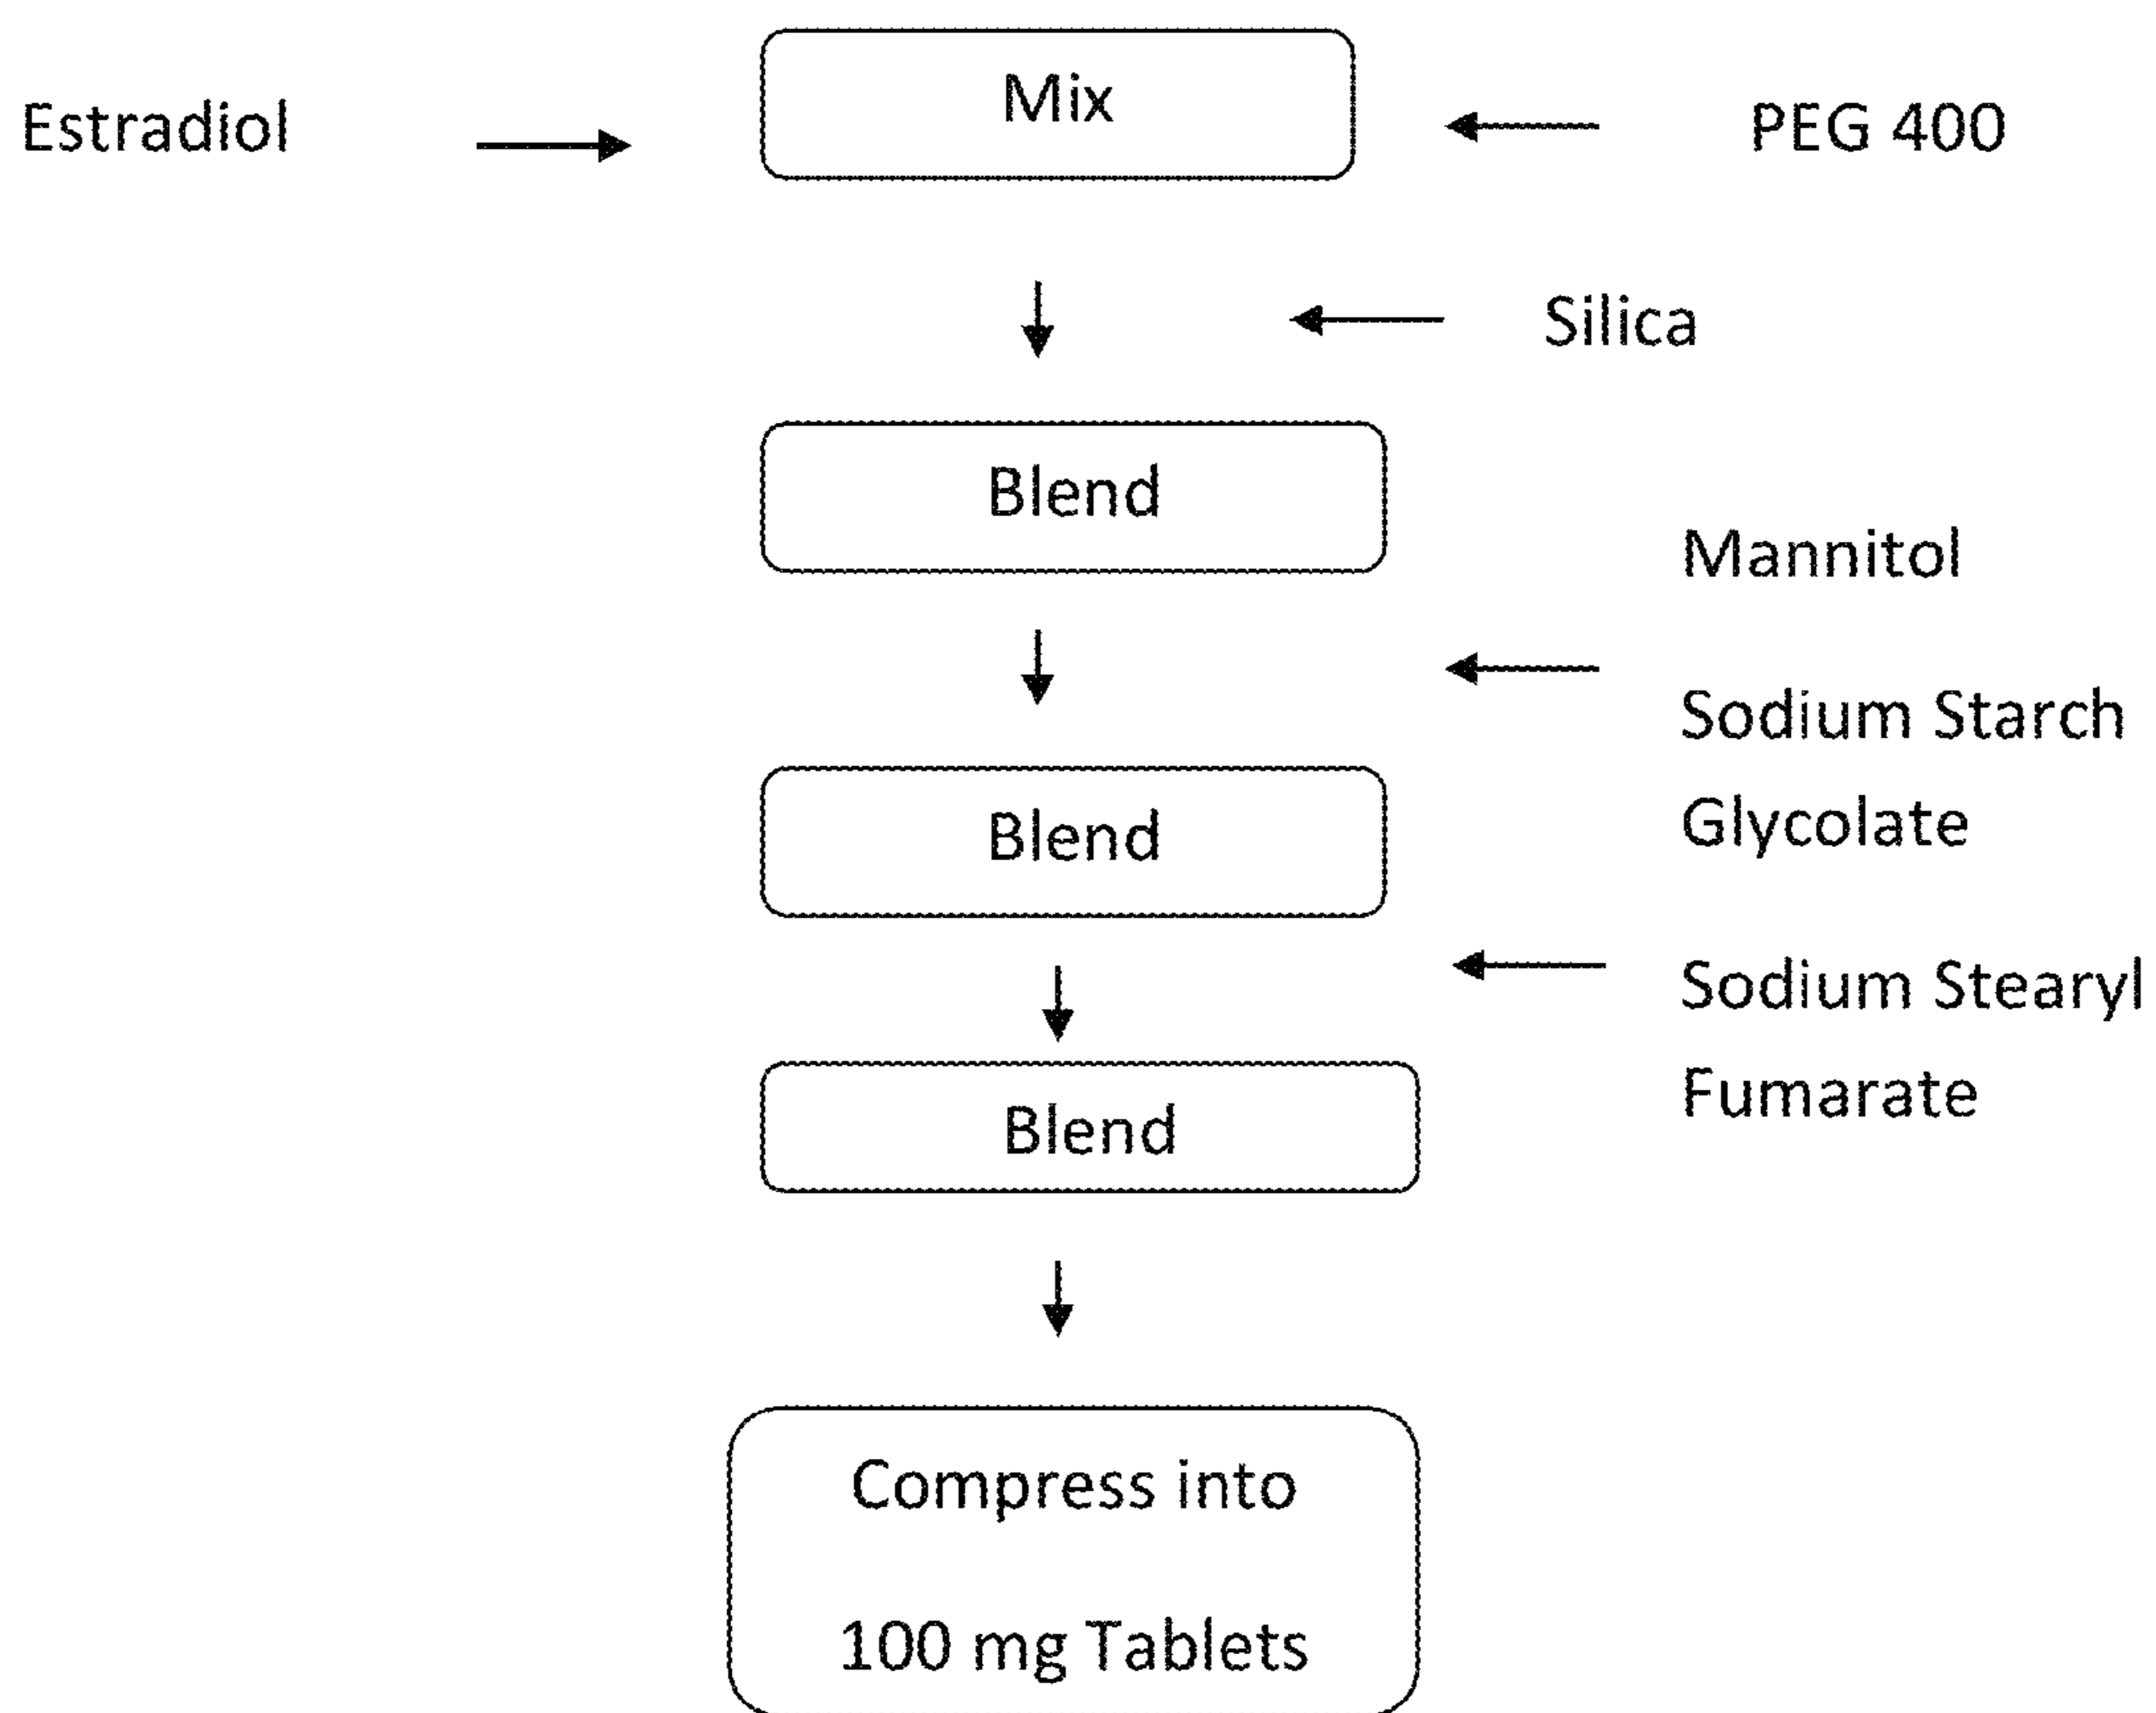 Mix
Estradiol
PEG 400
Silica
Blend
Mannitol
Sodium Starch
Glycolate
Blend
Sodium Stearyl
Fumarate
Blend
Compress into
100 mg Tablets